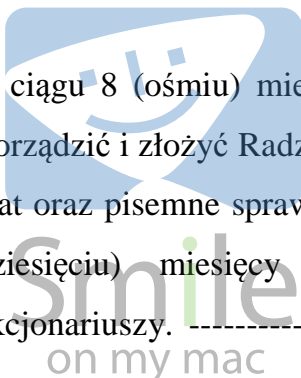 ciągu 8 (ośmiu) mie
orządzić i złożyć Radz
at oraz pisemne spraw
ziesięciu) miesięcy
kcjonariuszy. -----------
Smile
on my mac